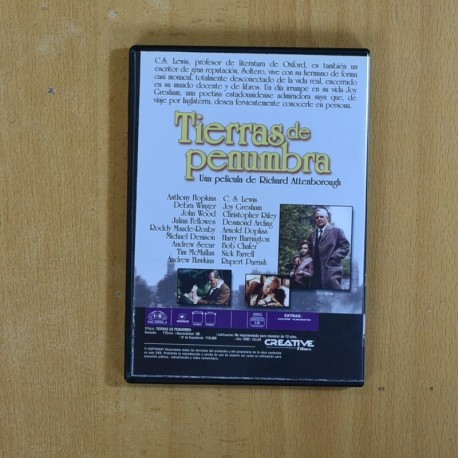 C.S. Lewis, profesor de literatura de Oxford, es también un
escritor de gran reputación. Soltero, vive con su hermano de forma
casi monacal, totalmente desconectado de la vida real, encerrado
en su mundo docente y de libros. Un día irrumpe en su vida Joy
Gresham, una poetisa estadounidense admiradora suya que, de
viaje por Inglaterra, desea fervientemente conocerle en persona.
Tierras de
penumbra
Una película de Richard Attenborough
Anthony Hopkins C. S. Lewis
Debra Winger Joy Gresham
John Wood Christopher Riley
Julian Fellowes Desmond Arding
Roddy Maude-Roxby Arnold Dopliss
Michael Denison Harry Harrington
Andrew Seear Bob Chafer
Tim McMullan Nick Farrell
Andrew Hawkins Rupert Parrish
EXTRAS:
TIERRAS DE PENUMBRA
CREATIVE
Films